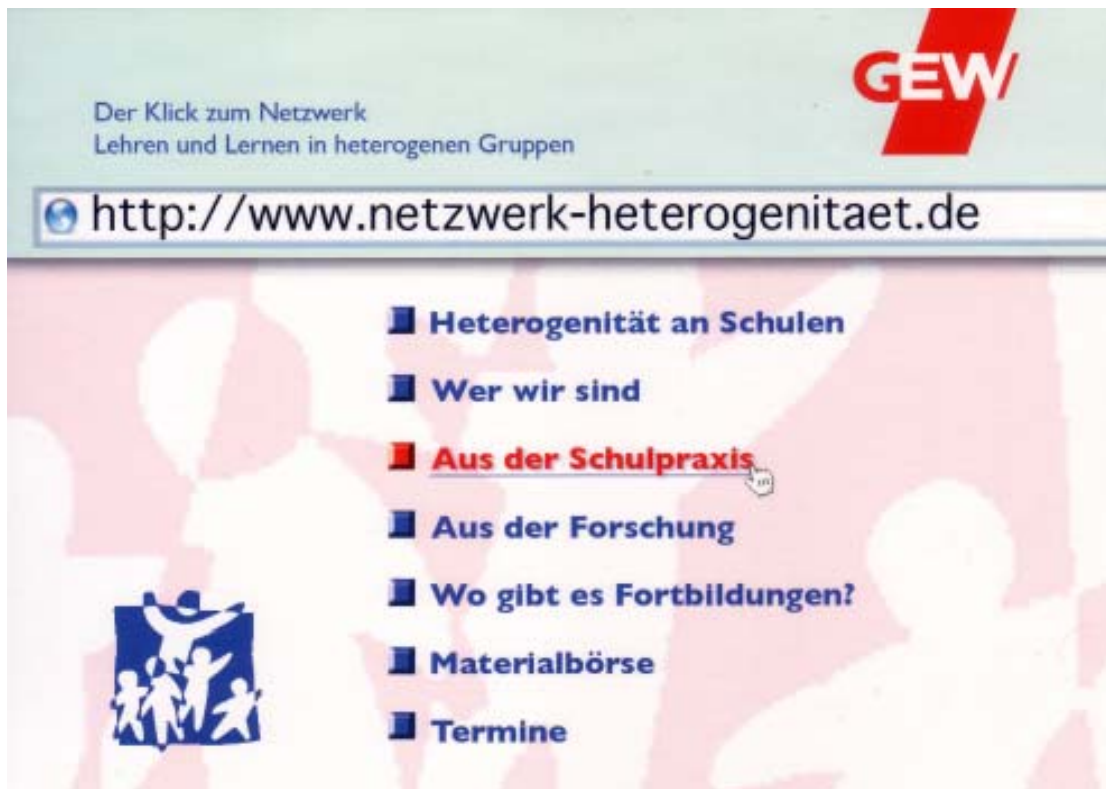 GEW
Der Klick zum Netzwerk
Lehren und Lernen in heterogenen Gruppen
http://www.netzwerk-heterogenitaet.de
Heterogenität an Schulen
Wer wir sind
Aus der Schulpraxis
Aus der Forschung
Wo gibt es Fortbildungen?
Materialbörse
Termine